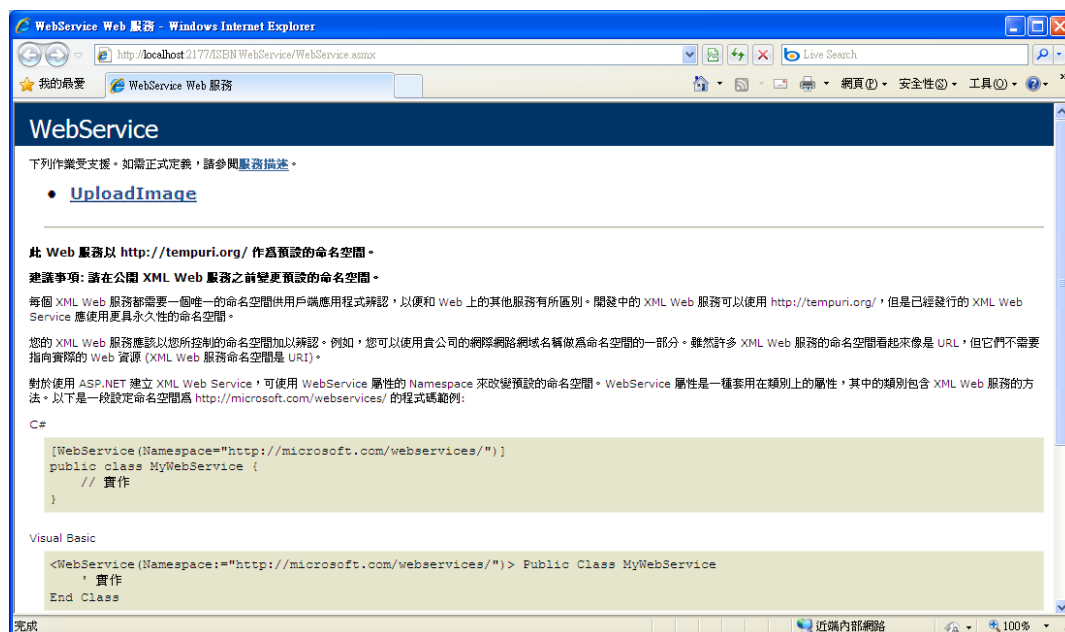 WebService Web 服務 - Windows Internet Explorer
http://localhost:2177/ISBNWebService/WebService.asmx
Live Search
我的最愛
WebService Web 服務
網頁(P)
安全性(S)
工具(O)
WebService
下列作業受支援。如需正式定義，請參閱服務描述。
UploadImage
此 Web 服務以 http://tempuri.org/ 作為預設的命名空間。
建議事項: 請在公開 XML Web 服務之前變更預設的命名空間。
每個 XML Web 服務都需要一個唯一的命名空間供用戶端應用程式辨認，以便和 Web 上的其他服務有所區別。開發中的 XML Web 服務可以使用 http://tempuri.org/，但是已經發行的 XML Web
Service 應使用更具永久性的命名空間。
您的 XML Web 服務應該以您所控制的命名空間加以辨認。例如，您可以使用貴公司的網際網路網域名稱做為命名空間的一部分。雖然許多 XML Web 服務的命名空間看起來像是 URL，但它們不需要
指向實際的 Web 資源 (XML Web 服務命名空間是 URI)。
對於使用 ASP.NET 建立 XML Web Service，可使用 WebService 屬性的 Namespace 來改變預設的命名空間。WebService 屬性是一種套用在類別上的屬性，其中的類別包含 XML Web 服務的方
法。以下是一段設定命名空間為 http://microsoft.com/webservices/ 的程式碼範例:
C#
[WebService(Namespace="http://microsoft.com/webservices/")]
public class MyWebService {
// 實作
}
Visual Basic
<WebService(Namespace:="http://microsoft.com/webservices/")> Public Class MyWebService
' 實作
End Class
完成
近端內部網路
100%